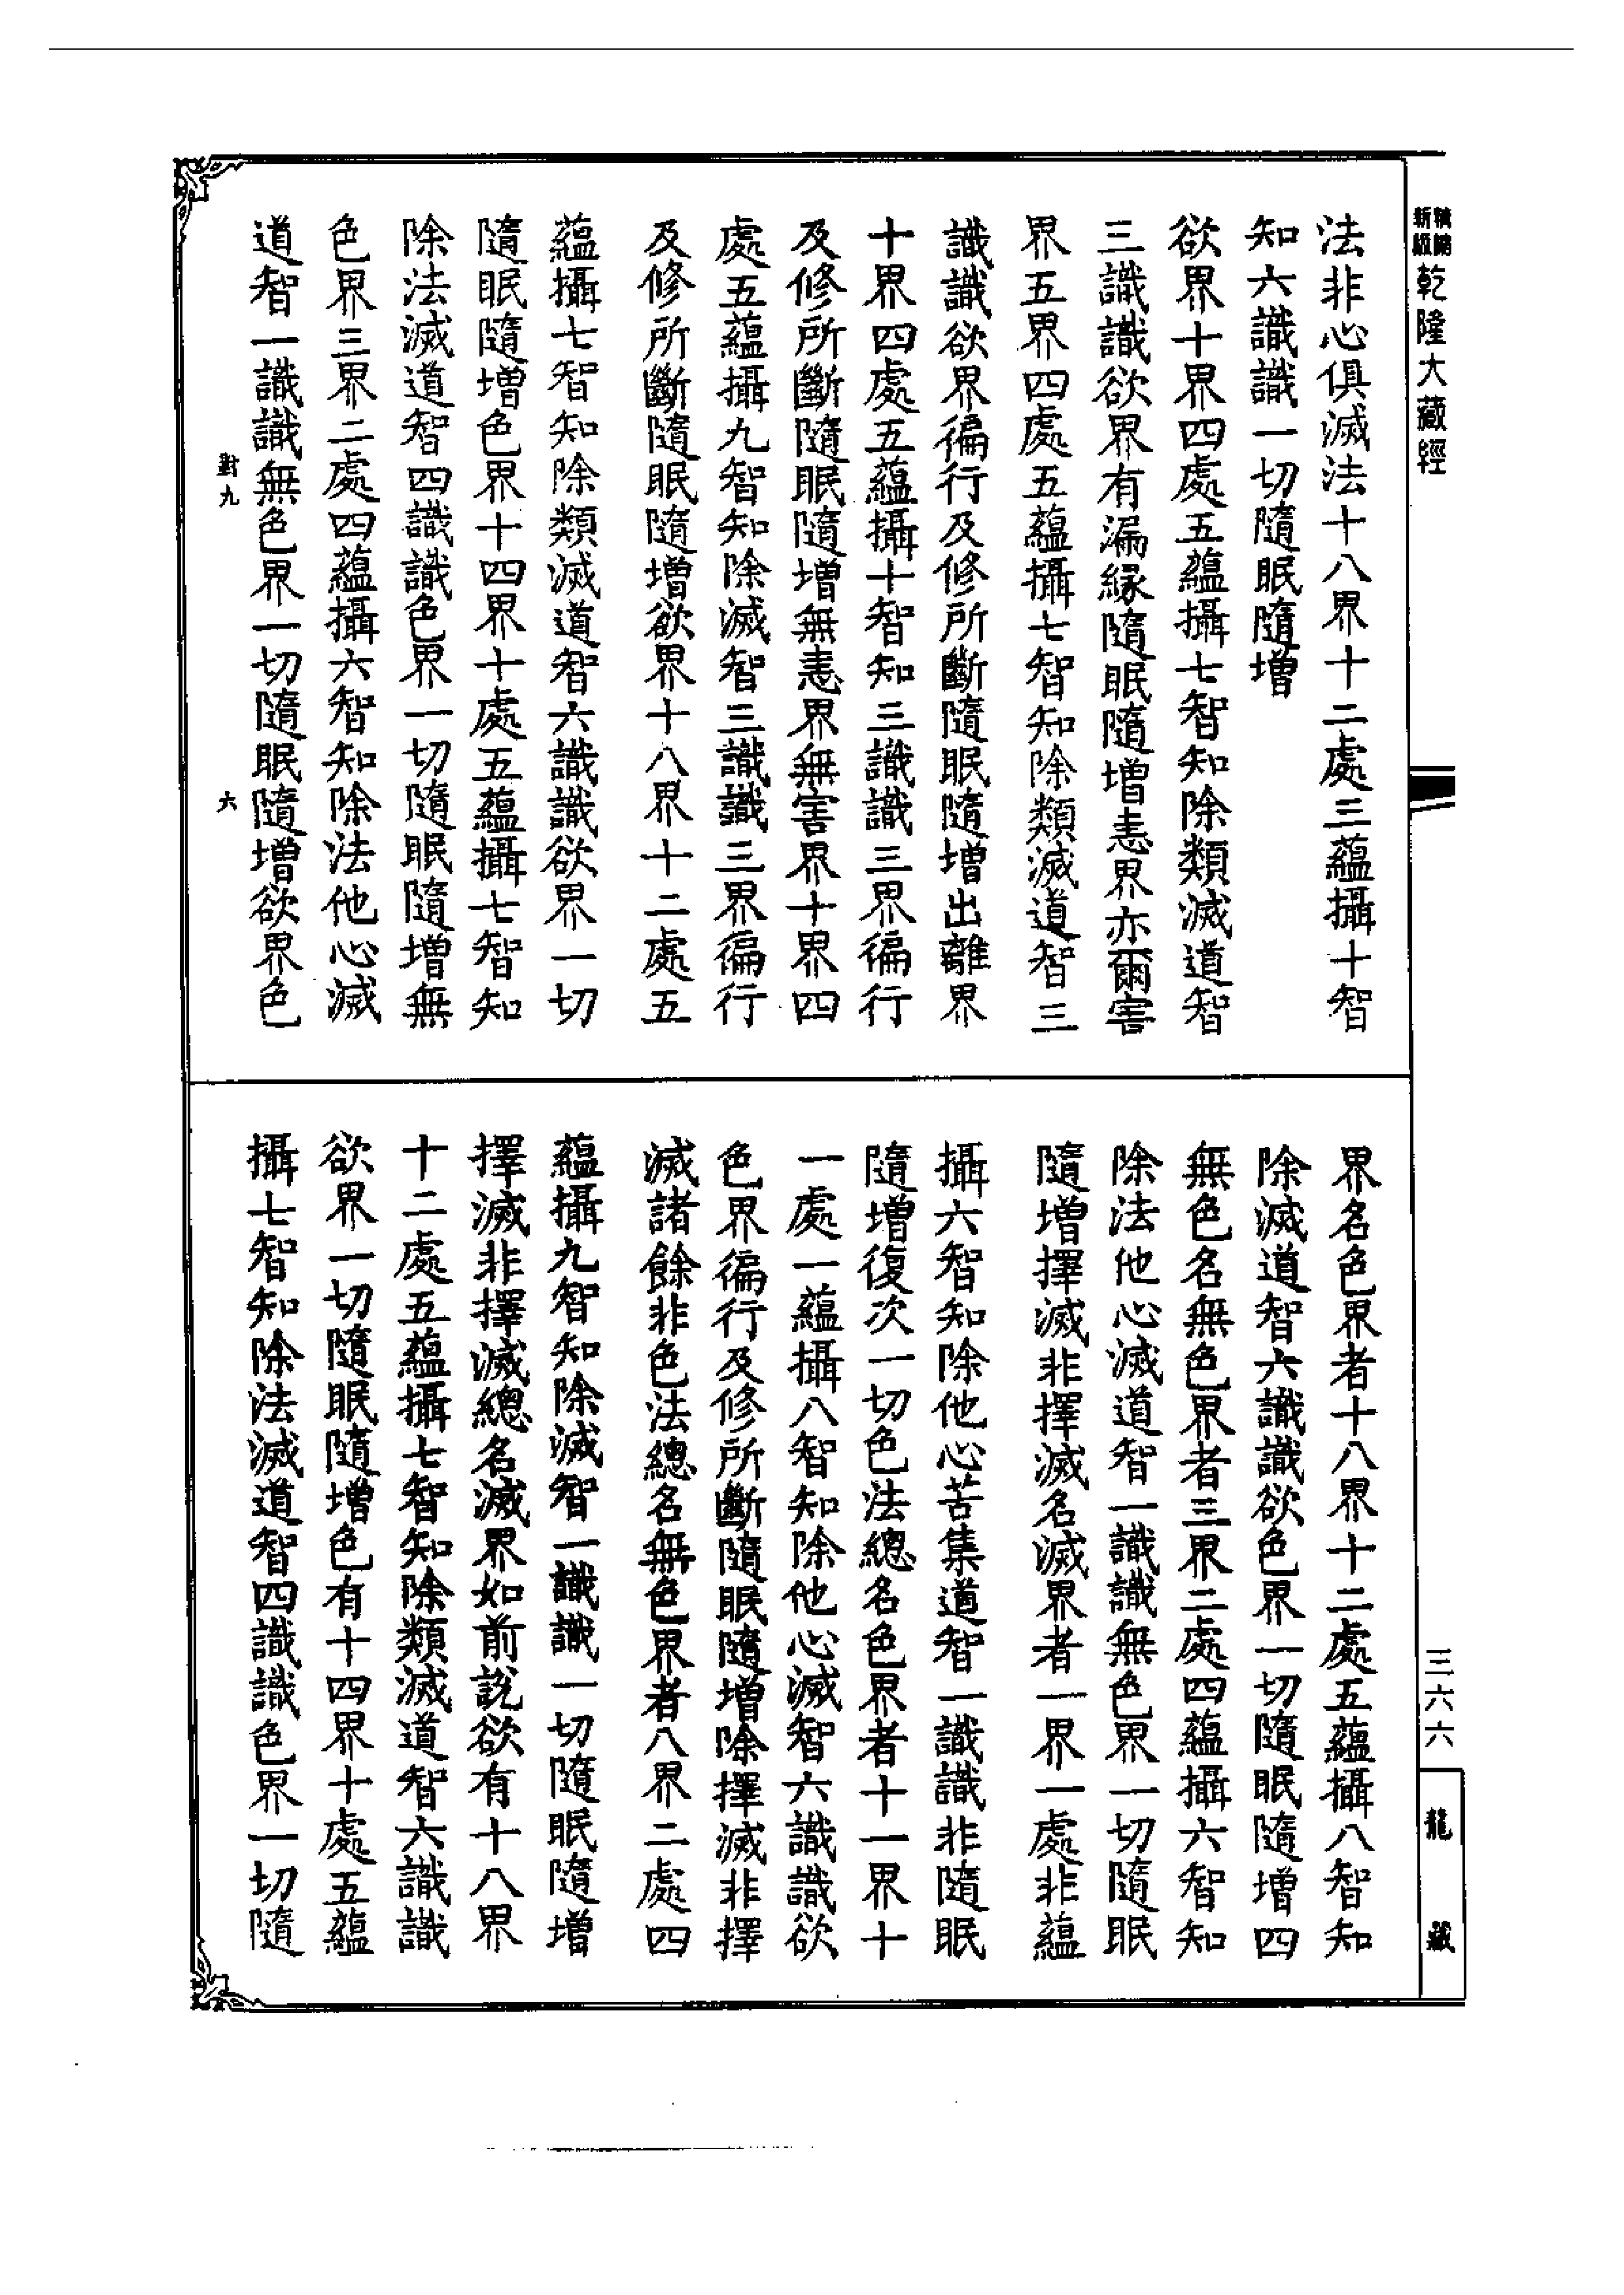 乾隆大藏經
法非心俱滅法十八界十二處三蘊攝十智
知六識識一切隨眠隨增
欲界十界四處五蘊攝七智知除類滅道智
三識識欲界有漏緣隨眠隨增恚界亦爾害
界五界四處五蘊攝七智知除類滅道智三
識識欲界徧行及修所斷隨眠隨增出離界
十界四處五蘊攝十智知三識識三界徧行
及修所斷隨眠隨增無恚界無害界十界四
處五蘊攝九智知除滅智三識識三界徧行
及修所斷隨眠隨增欲界十八界十二處五
蘊攝七智知除類滅道智六識識欲界一切
隨眠隨增色界十四界十處五蘊攝七智知
除法滅道智四識識色界一切隨眠隨增無
色界三界二處四蘊攝六智知除法他心滅
道智一識識無色界一切隨眠隨增欲界色
對九
六
界名色界者十八界十二處五蘊攝八智知
除滅道智六識識欲色界一切隨眠隨增四
無色名無色界者三界二處四蘊攝六智知
除法他心滅道智一識識無色界一切隨眠
隨增擇滅非擇滅名滅界者一界一處非蘊
攝六智知除他心苦集道智一識識非隨眠
隨增復次一切色法總名色界者十一界十
一處一蘊攝八智知除他心滅智六識識欲
色界徧行及修所斷隨眠隨增除擇滅非擇
滅諸餘非色法總名無色界者八界二處四
蘊攝九智知除滅智一識識一切隨眠隨增
擇滅非擇滅總名滅界如前說欲有十八界
十二處五蘊攝七智知除類滅道智六識識
欲界一切隨眠隨增色有十四界十處五蘊
攝七智知除法滅道智四識識色界一切隨
三六六
龍藏